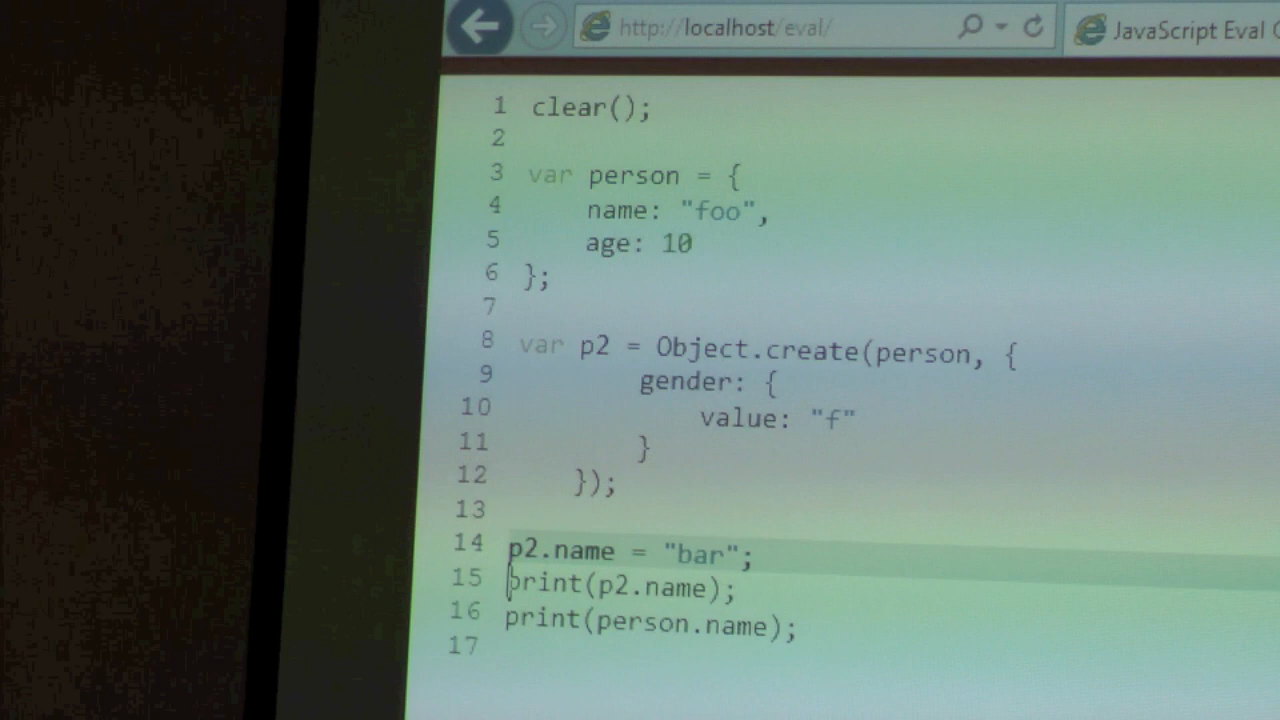 http://localhost/eval/
JavaScript Eval
1 clear();
2
3 var person = {
4 name: "foo",
5 age: 10
6 };
7
8 var p2 = Object.create(person, {
9 gender: {
10 value: "f"
11 }
12 });
13
14 p2.name = "bar";
15 print(p2.name);
16 print(person.name);
17